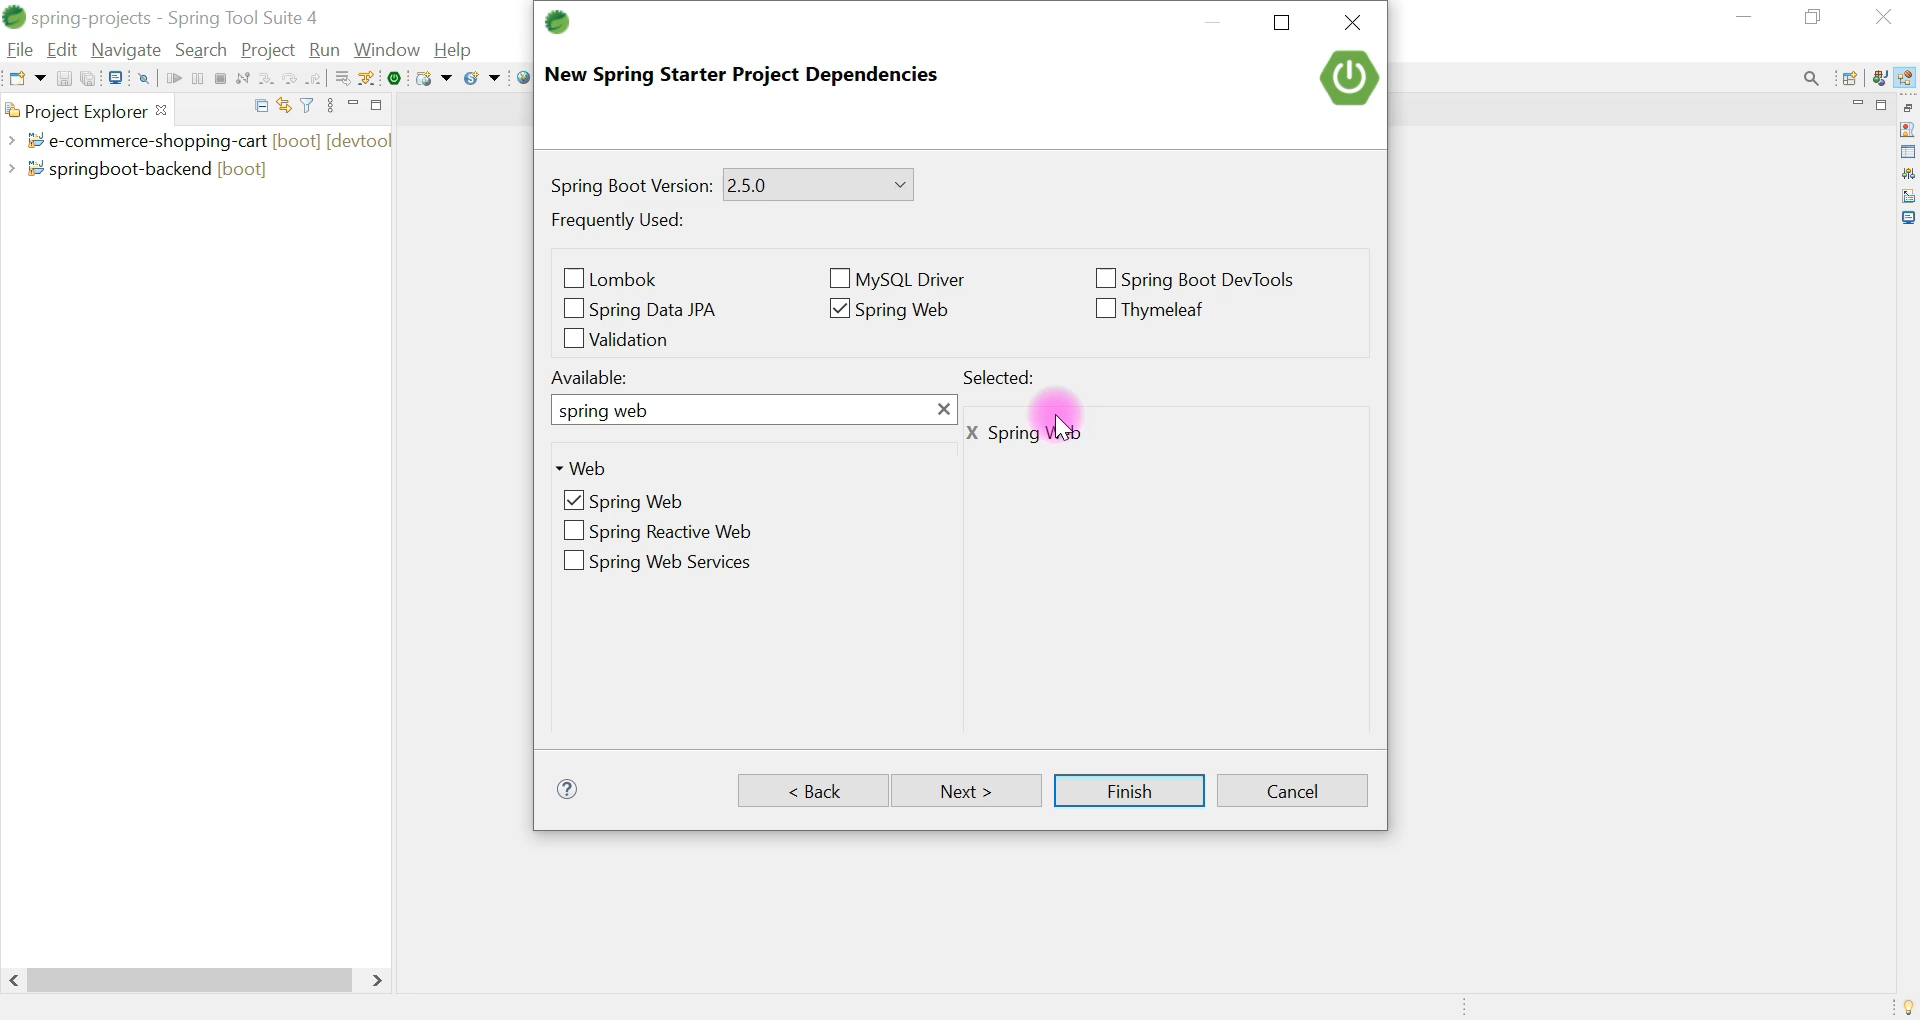 spring-projects - Spring Tool Suite 4
File Edit Navigate Search Project Run Window Help
Project Explorer
e-commerce-shopping-cart [boot] [devtool
springboot-backend [boot]
New Spring Starter Project Dependencies
Spring Boot Version: 2.5.0
Frequently Used:
Lombok MySQL Driver Spring Boot DevTools
Spring Data JPA Spring Web Thymeleaf
Validation
Available: Selected:
spring web
X Spring Web
Web
Spring Web
Spring Reactive Web
Spring Web Services
< Back Next > Finish Cancel